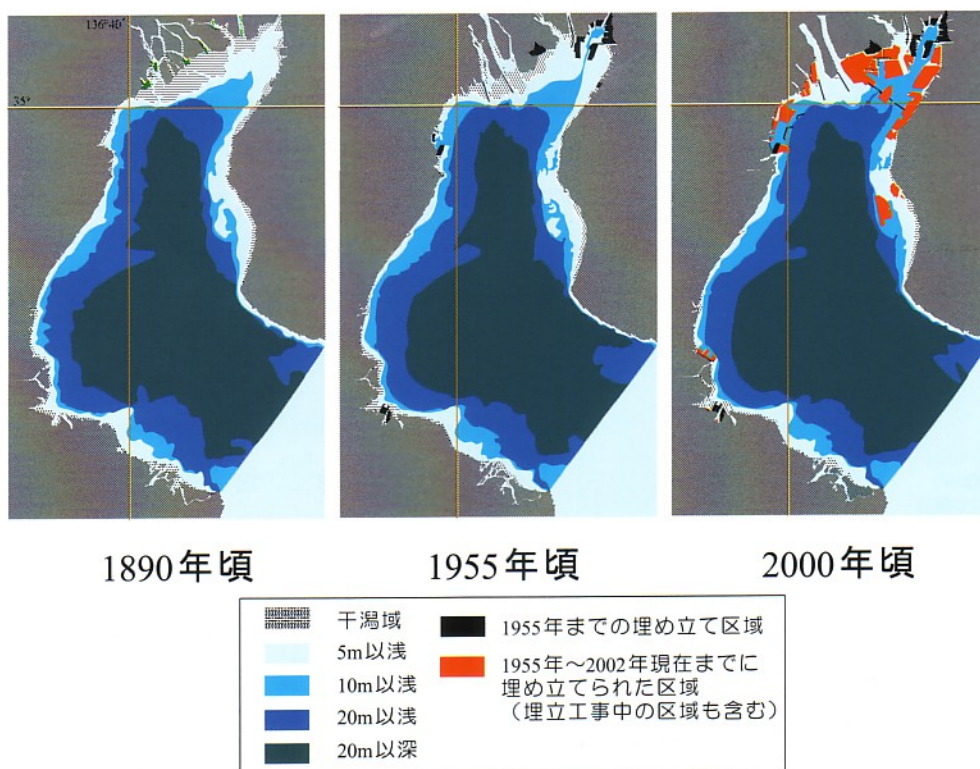 136°40′
35°
1890年頃
1955年頃
2000年頃
干潟域
5m以浅
10m以浅
20m以浅
20m以深
1955年までの埋め立て区域
1955年～2002年現在までに
埋め立てられた区域
（埋立工事中の区域も含む）